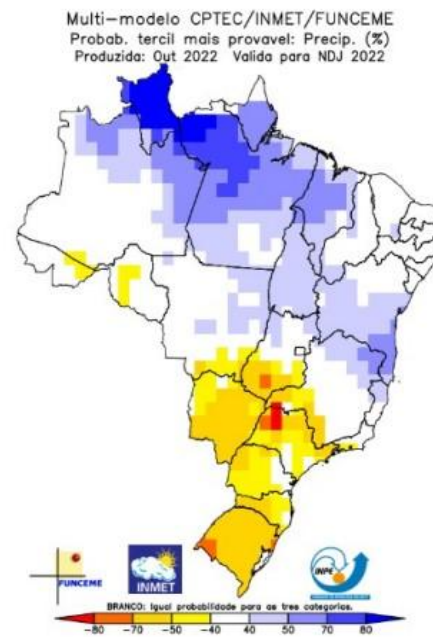 Multi-modelo CPTEC/INMET/FUNCEME
Probab. tercil mais provavel: Precip. (%)
Produzida: Out 2022 Valida para NDJ 2022
FUNCEME
INMET
INPE
BRANCO: Igual probabilidade para as tres categorias.
-80 -70 -50 -40 40 50 70 80